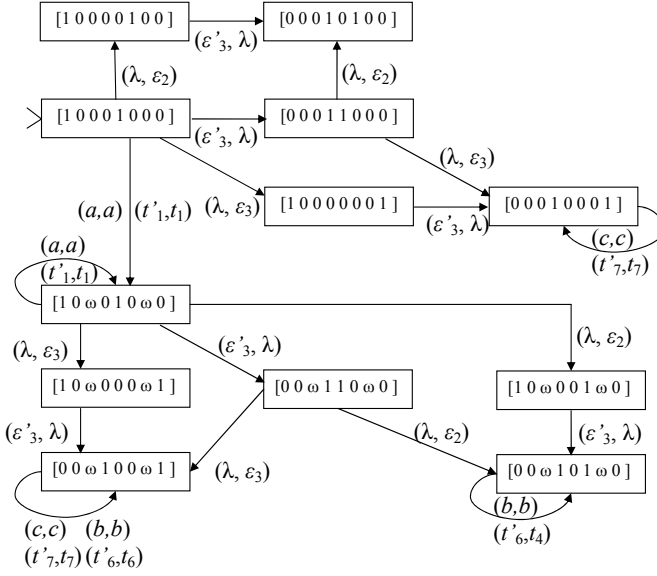 [ 1 0 0 0 0 1 0 0 ]
(ε'3, λ)
[ 0 0 0 1 0 1 0 0 ]
(λ, ε2)
(λ, ε2)
[ 1 0 0 0 1 0 0 0 ]
(ε'3, λ)
[ 0 0 0 1 1 0 0 0 ]
(λ, ε3)
(a,a) (t'1,t1)
(λ, ε3)
[ 1 0 0 0 0 0 0 1 ]
(ε'3, λ)
[ 0 0 0 1 0 0 0 1 ]
(c,c)
(t'7,t7)
(a,a)
(t'1,t1)
[ 1 0 ω 0 1 0 ω 0 ]
(λ, ε3)
(ε'3, λ)
(λ, ε2)
[ 1 0 ω 0 0 0 ω 1 ]
[ 0 0 ω 1 1 0 ω 0 ]
[ 1 0 ω 0 0 1 ω 0 ]
(ε'3, λ)
(λ, ε2)
(ε'3, λ)
[ 0 0 ω 1 0 0 ω 1 ]
(λ, ε3)
[ 0 0 ω 1 0 1 ω 0 ]
(c,c) (b,b)
(t'7,t7) (t'6,t6)
(b,b)
(t'6,t4)